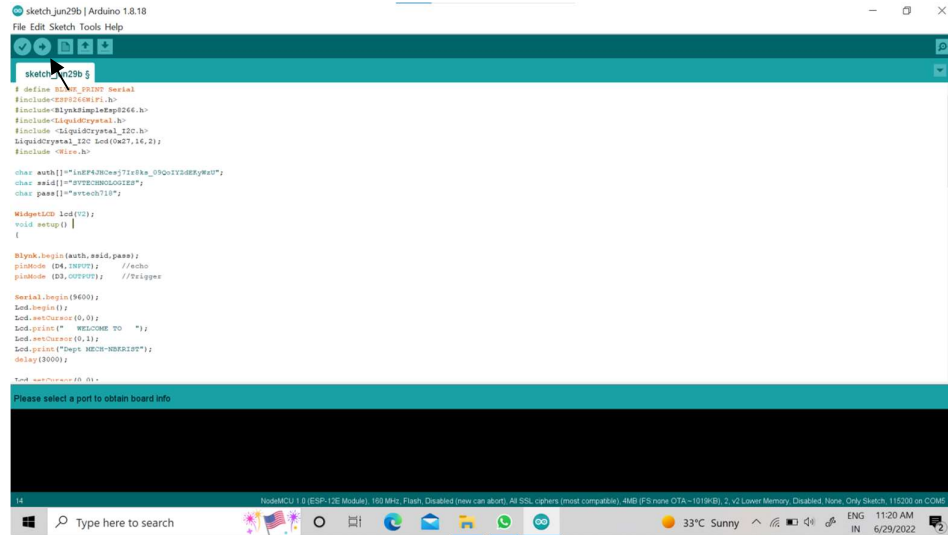 sketch_jun29b | Arduino 1.8.18
File Edit Sketch Tools Help
sketch_jun29b §
# define BLYNK_PRINT Serial
#include<ESP8266WiFi.h>
#include<BlynkSimpleEsp8266.h>
#include<LiquidCrystal.h>
#include <LiquidCrystal_I2C.h>
LiquidCrystal_I2C Lcd(0x27,16,2);
#include <Wire.h>
char auth[]=
char ssid[]="SVTECHNOLOGIES";
char pass[]="svtech718";
WidgetLCD lcd(V2);
void setup()
{
Blynk.begin(auth,ssid,pass);
pinMode (D4,INPUT); //echo
pinMode (D3,OUTPUT); //Trigger
Serial.begin(9600);
Lcd.begin();
Lcd.setCursor(0,0);
Lcd.print(" WELCOME TO ");
Lcd.setCursor(0,1);
Lcd.print("Dept MECH-NBKRIST");
delay(3000);
Lcd.setCursor(0,0);
Please select a port to obtain board info
14 NodeMCU 1.0 (ESP-12E Module), 160 MHz, Flash, Disabled (new can abort), All SSL ciphers (most compatible), 4MB (FS:none OTA:~1019KB), 2, v2 Lower Memory, Disabled, None, Only Sketch, 115200 on COM5
Type here to search 33°C Sunny ENG 11:20 AM
IN 6/29/2022 2